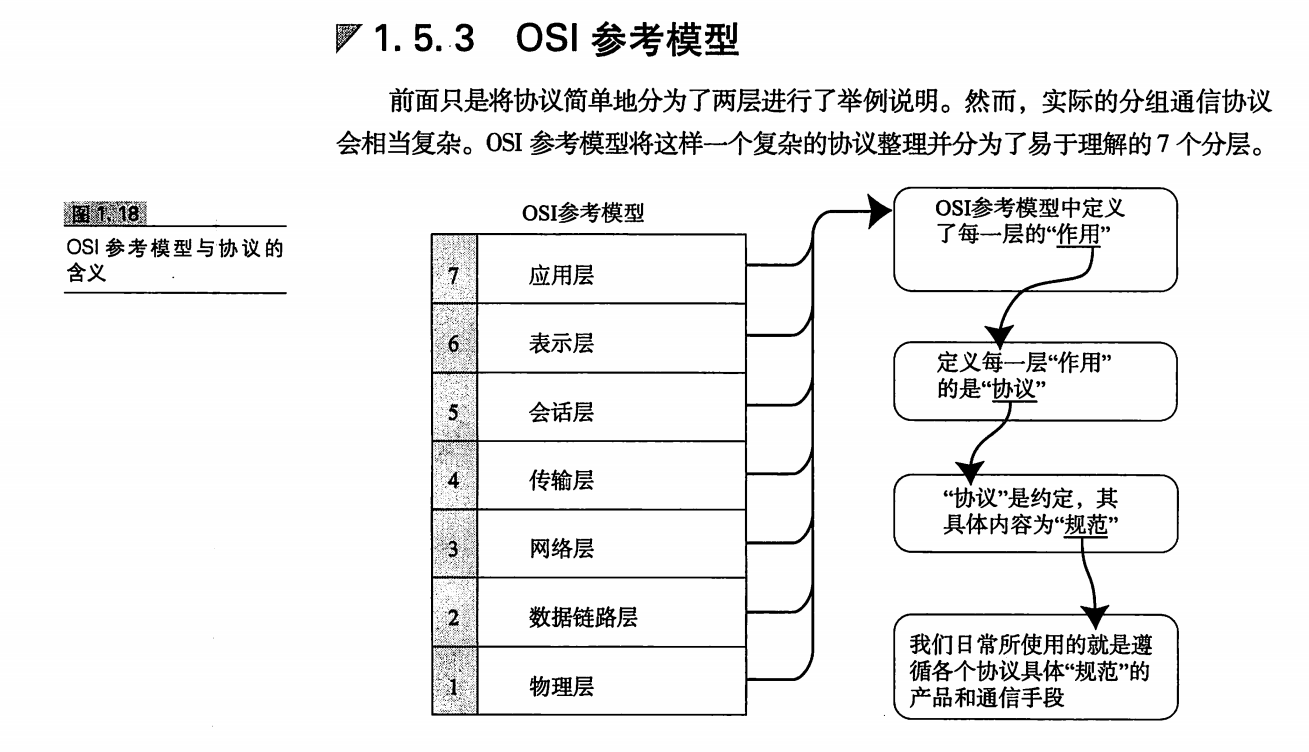 1.5.3 OSI 参考模型
前面只是将协议简单地分为了两层进行了举例说明。然而，实际的分组通信协议
会相当复杂。OSI 参考模型将这样一个复杂的协议整理并分为了易于理解的 7 个分层。
图 1.18
OSI 参考模型与协议的
含义
OSI参考模型
7 应用层
6 表示层
5 会话层
4 传输层
3 网络层
2 数据链路层
1 物理层
OSI参考模型中定义
了每一层的“作用”
定义每一层“作用”
的是“协议”
“协议”是约定，其
具体内容为“规范”
我们日常所使用的就是遵
循各个协议具体“规范”的
产品和通信手段